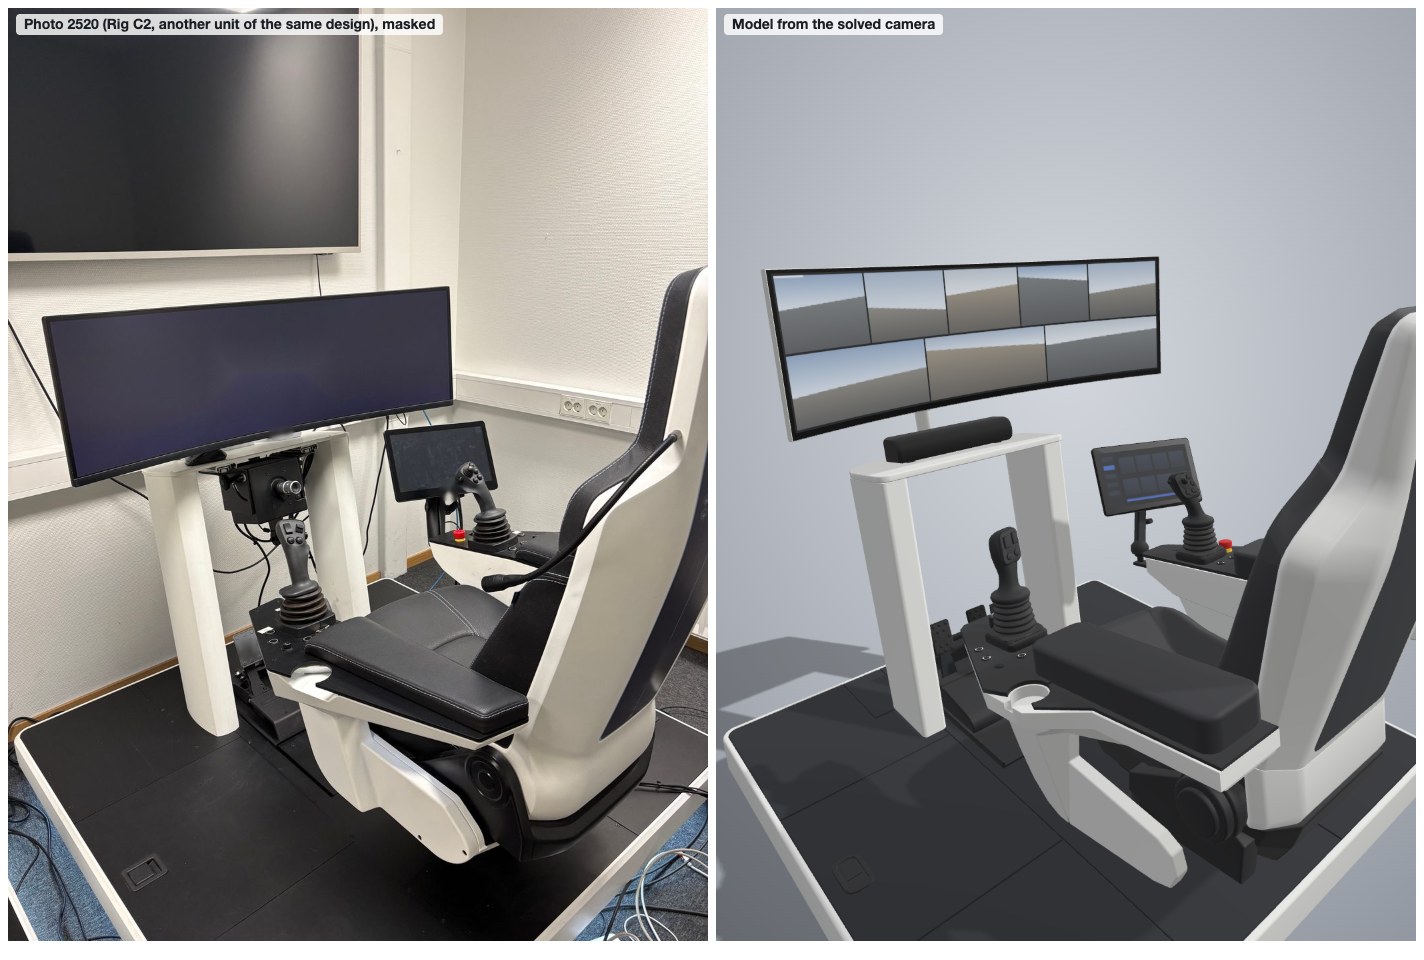 Photo 2520 (Rig C2, another unit of the same design), masked
Model from the solved camera